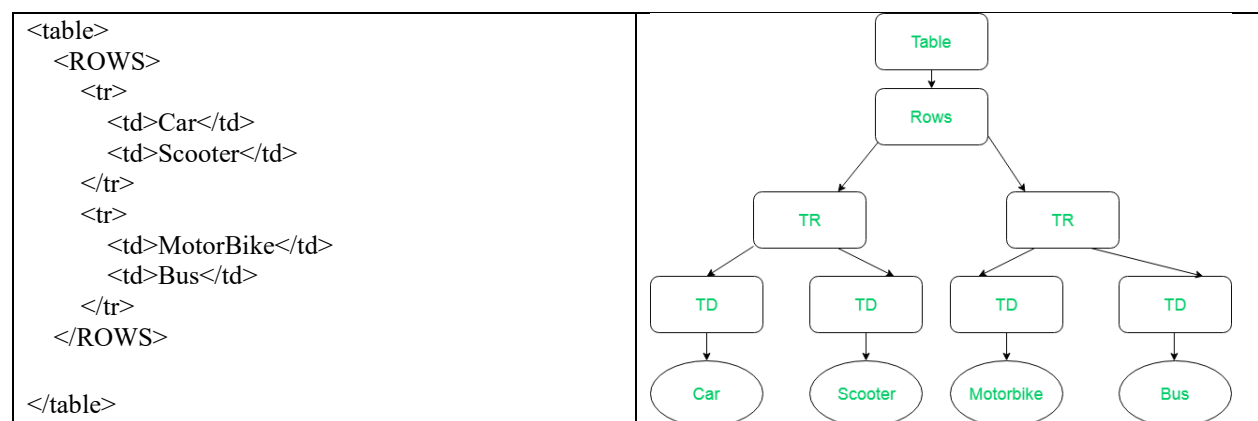 <table>
<ROWS>
<tr>
<td>Car</td>
<td>Scooter</td>
</tr>
<tr>
<td>MotorBike</td>
<td>Bus</td>
</tr>
</ROWS>
</table>
Table
Rows
TR TR
TD TD TD TD
Car Scooter Motorbike Bus